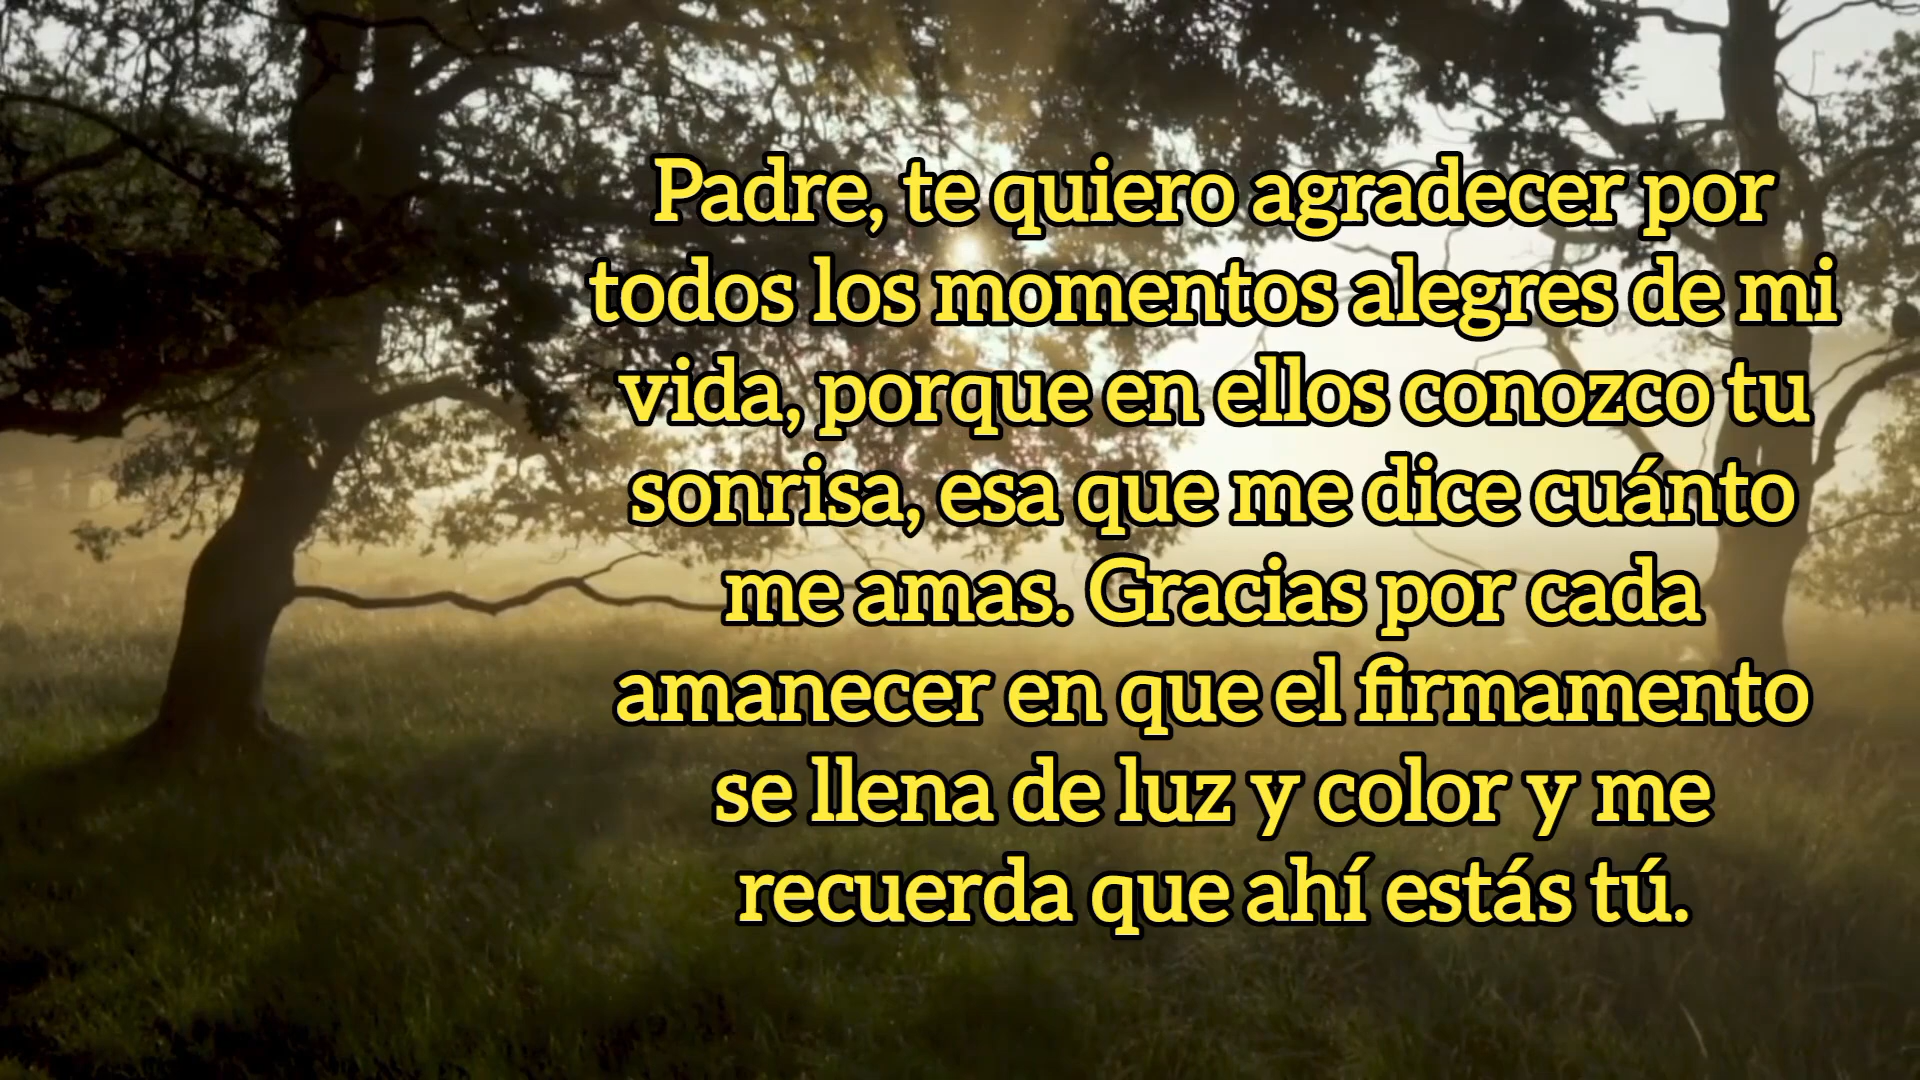 Padre, te quiero agradecer por
todos los momentos alegres de mi
vida, porque en ellos conozco tu
sonrisa, esa que me dice cuánto
me amas. Gracias por cada
amanecer en que el firmamento
se llena de luz y color y me
recuerda que ahí estás tú.